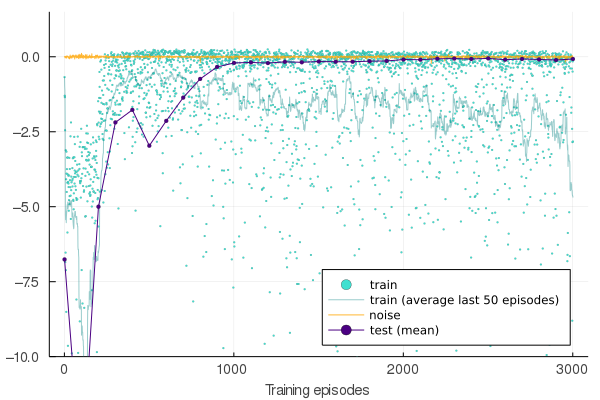 0.0
−2.5
−5.0
−7.5
−10.0
0
1000
2000
3000
Training episodes
train
train (average last 50 episodes)
noise
test (mean)